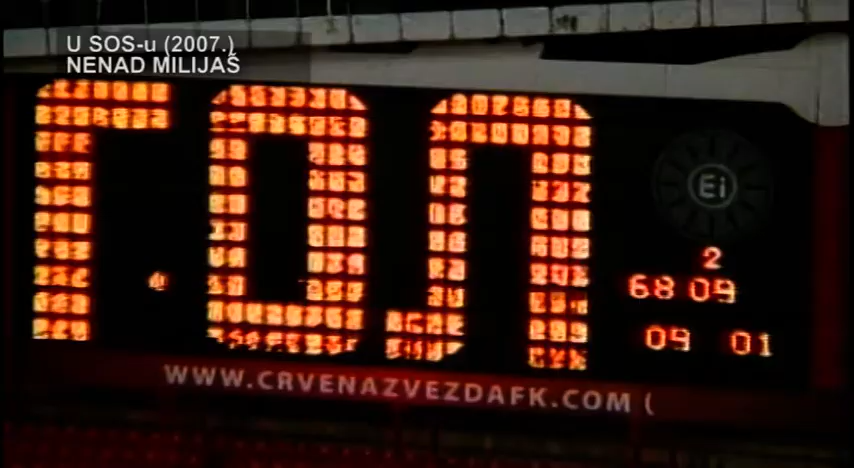 U SOS-u (2007.)
NENAD MILIJAŠ
ГОЛ
Ei
2
68 09
09 01
WWW.CRVENAZVEZDAFK.COM (